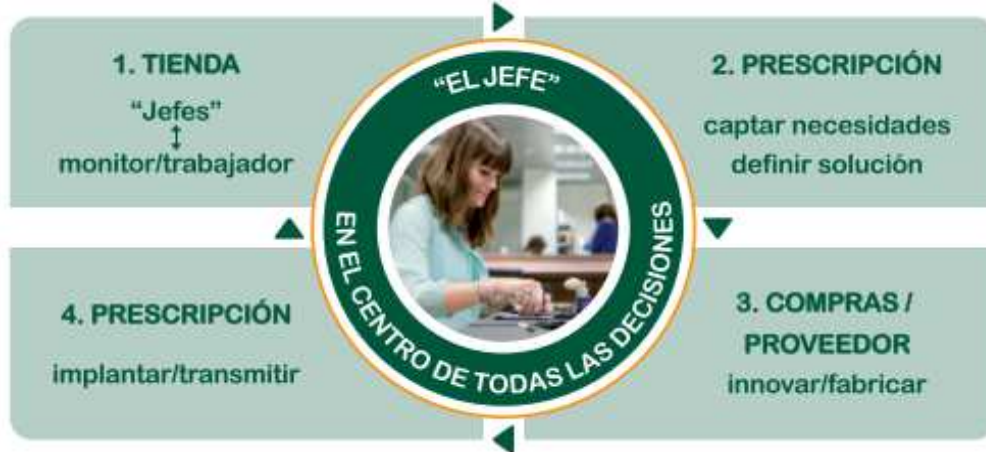 1. TIENDA
“Jefes”
↕
monitor/trabajador
“EL JEFE”
EN EL CENTRO DE TODAS LAS DECISIONES
2. PRESCRIPCIÓN
captar necesidades
definir solución
3. COMPRAS /
PROVEEDOR
innovar/fabricar
4. PRESCRIPCIÓN
implantar/transmitir